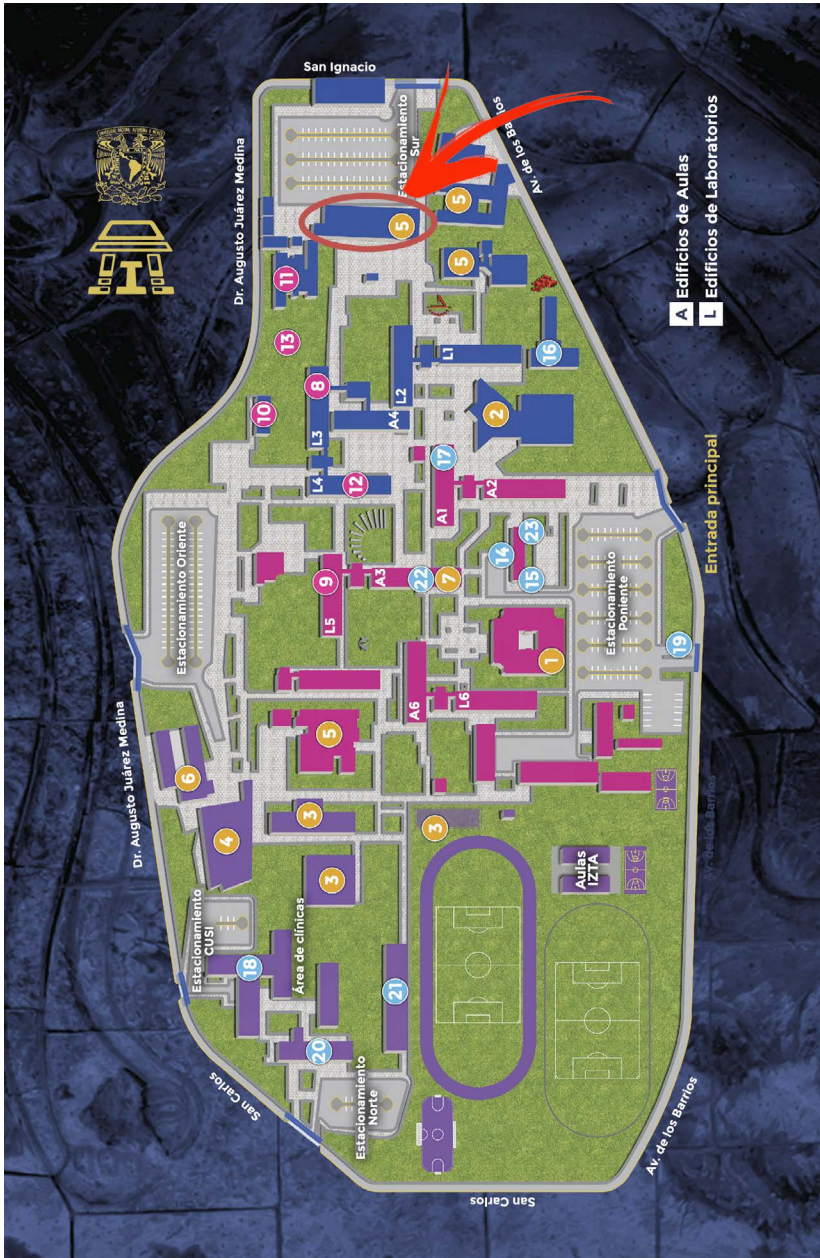 San Ignacio
Estacionamiento
Sur
Av. de los Barrios
Dr. Augusto Juárez Medina
A Edificios de Aulas
L Edificios de Laboratorios
5
5
5
11
13
16
L1
L2
8
2
A4
L3
10
17
L4
12
A1
A2
Entrada principal
Estacionamiento Oriente
14
23
9
A3
22
7
15
L5
Estacionamiento
Poniente
19
1
A6
L6
5
Dr. Augusto Juárez Medina
6
4
3
3
3
Av. de los Barrios
Aulas
IZTA
Estacionamiento
CUSI
Área de clínicas
18
21
20
San Carlos
Estacionamiento
Norte
Av. de los Barrios
San Carlos